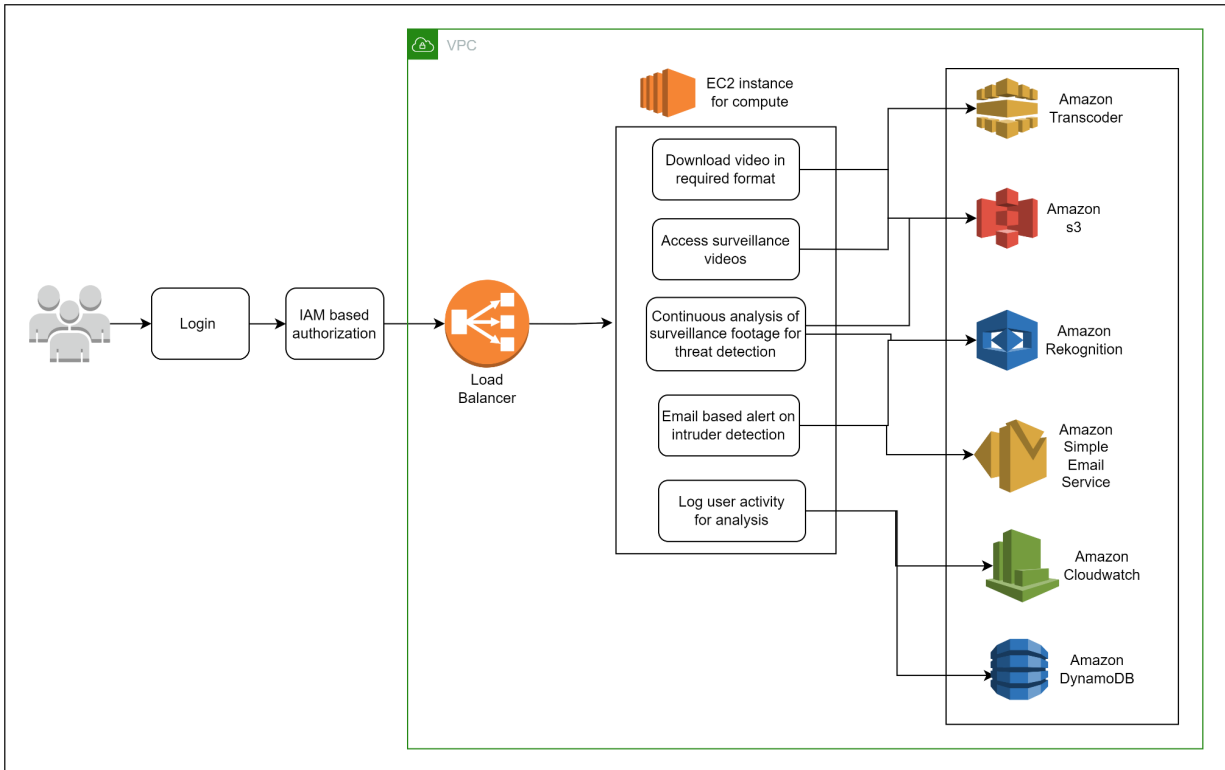 VPC
EC2 instance
for compute
Download video in
required format
Access surveillance
videos
Continuous analysis of
surveillance footage for
threat detection
Email based alert on
intruder detection
Log user activity
for analysis
Login
IAM based
authorization
Load
Balancer
Amazon
Transcoder
Amazon
s3
Amazon
Rekognition
Amazon
Simple
Email
Service
Amazon
Cloudwatch
Amazon
DynamoDB